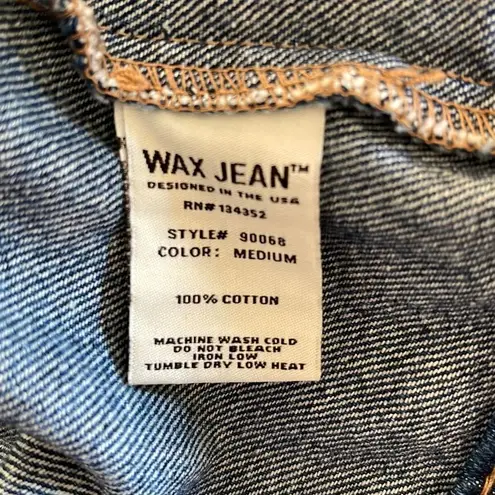 WAX JEAN™
DESIGNED IN THE USA
RN# 134352
STYLE# 90068
COLOR: MEDIUM
100% COTTON
MACHINE WASH COLD
DO NOT BLEACH
IRON LOW
TUMBLE DRY LOW HEAT